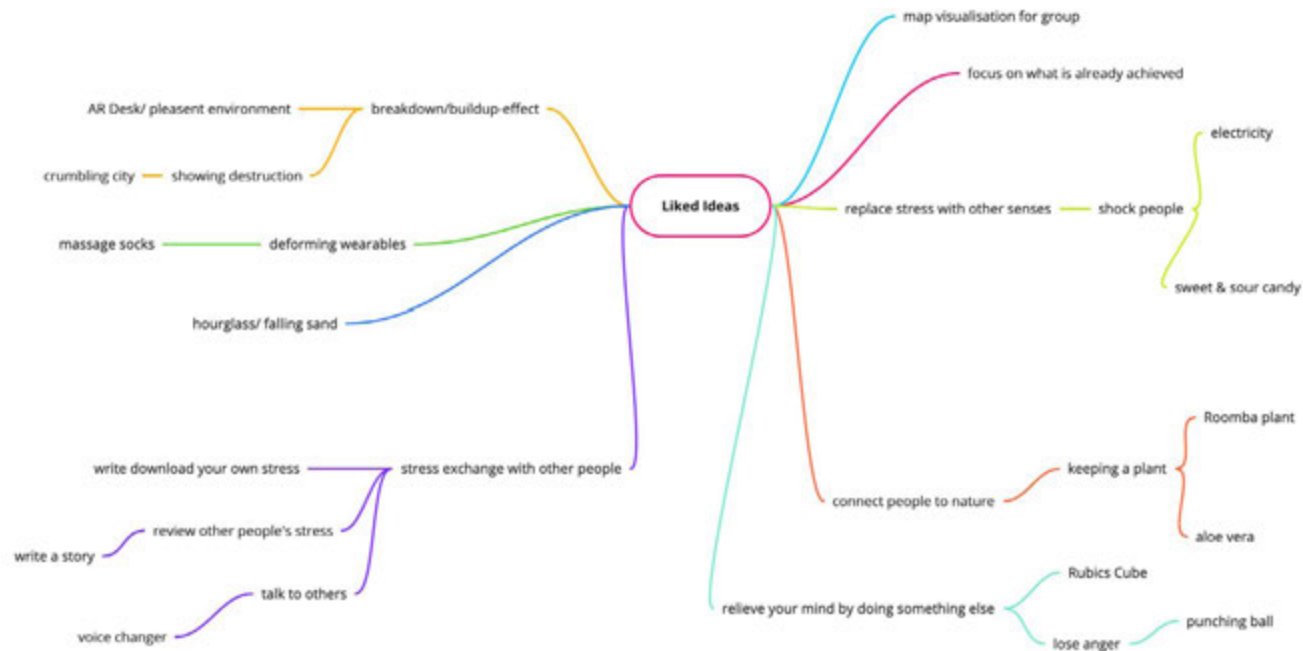 map visualisation for group
focus on what is already achieved
AR Desk/ pleasent environment
breakdown/buildup-effect
electricity
crumbling city
showing destruction
Liked Ideas
replace stress with other senses
shock people
massage socks
deforming wearables
sweet & sour candy
hourglass/ falling sand
Roomba plant
write download your own stress
stress exchange with other people
keeping a plant
connect people to nature
review other people's stress
aloe vera
write a story
Rubics Cube
talk to others
relieve your mind by doing something else
punching ball
voice changer
lose anger